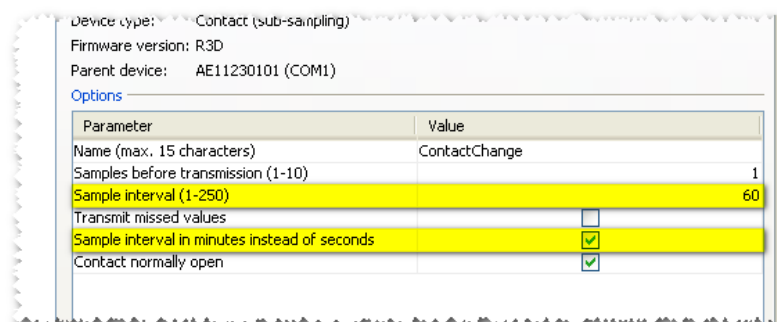 Device type: Contact (sub-sampling)
Firmware version: R3D
Parent device: AE11230101 (COM1)
Options
Parameter Value
Name (max. 15 characters) ContactChange
Samples before transmission (1-10) 1
Sample interval (1-250) 60
Transmit missed values
Sample interval in minutes instead of seconds
Contact normally open